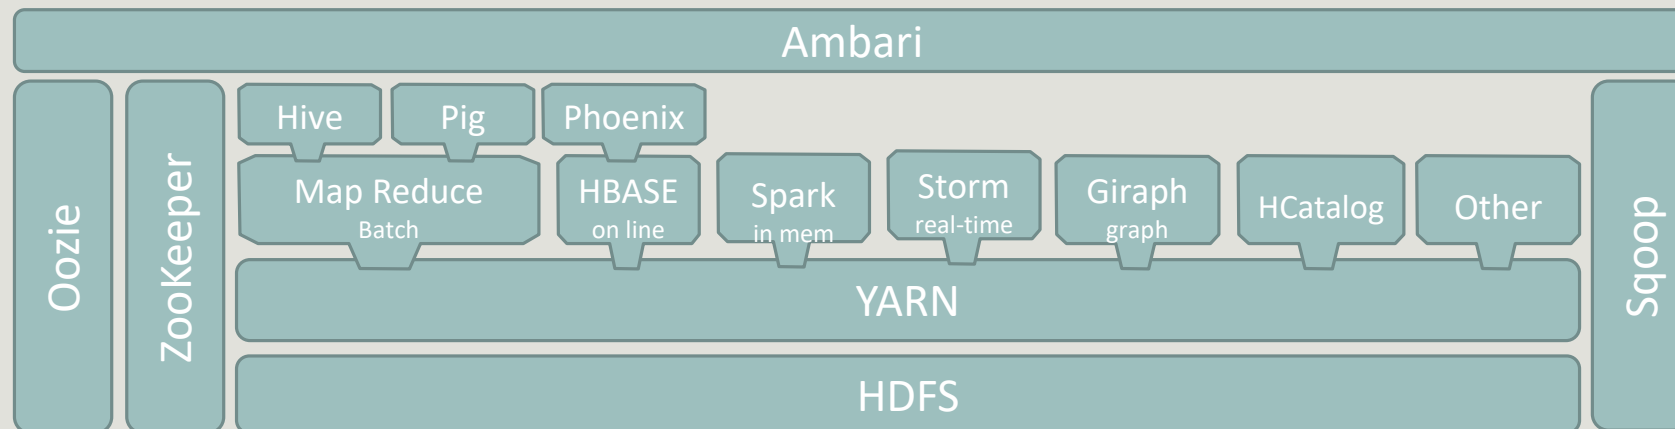 Ambari
Oozie
ZooKeeper
Hive
Pig
Phoenix
Map Reduce
Batch
HBASE
on line
Spark
in mem
Storm
real-time
Giraph
graph
HCatalog
Other
YARN
HDFS
Sqoop